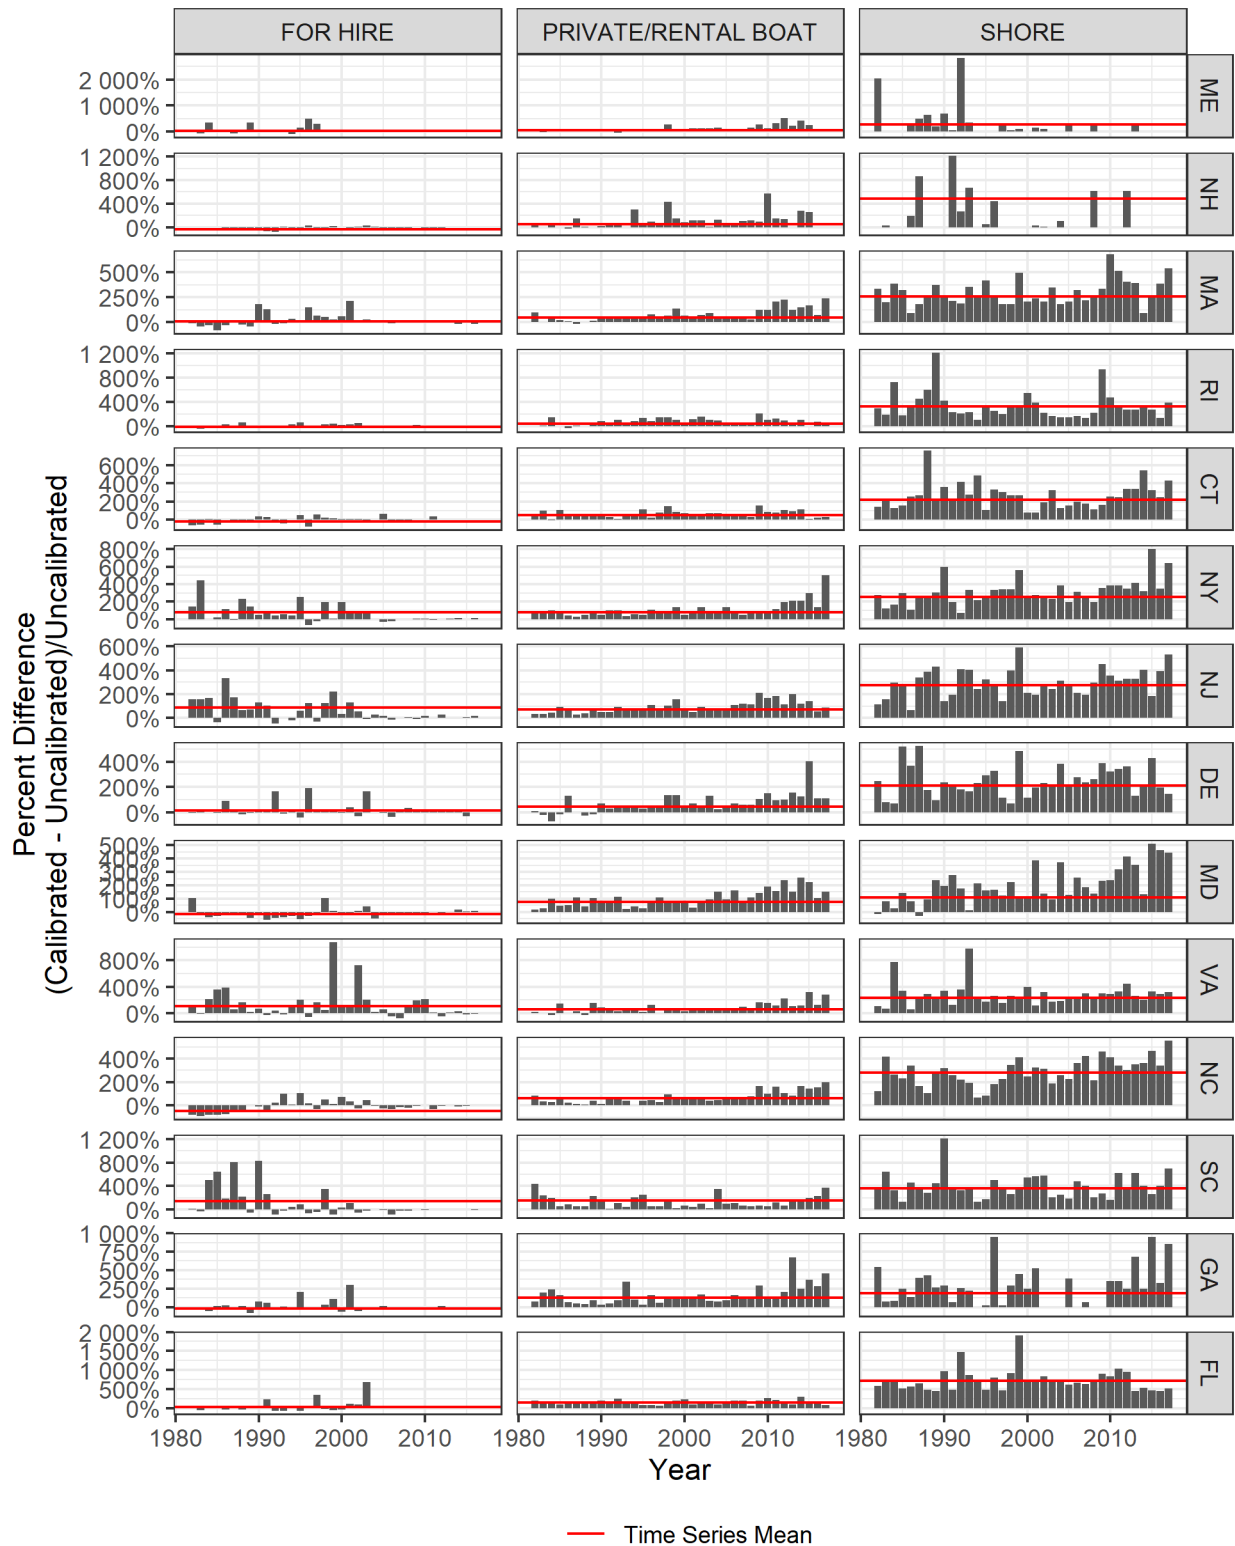 FOR HIRE PRIVATE/RENTAL BOAT SHORE
2 000%
1 000%
0%
ME
1 200%
800%
400%
0%
NH
500%
250%
0%
MA
1 200%
800%
400%
0%
RI
600%
400%
200%
0%
CT
800%
600%
400%
200%
0%
NY
600%
400%
200%
0%
NJ
400%
200%
0%
DE
500%
400%
300%
200%
100%
0%
MD
800%
400%
0%
VA
400%
200%
0%
NC
1 200%
800%
400%
0%
SC
1 000%
750%
500%
250%
0%
GA
2 000%
1 500%
1 000%
500%
0%
FL
Percent Difference
(Calibrated - Uncalibrated)/Uncalibrated
1980 1990 2000 2010 1980 1990 2000 2010 1980 1990 2000 2010
Year
Time Series Mean